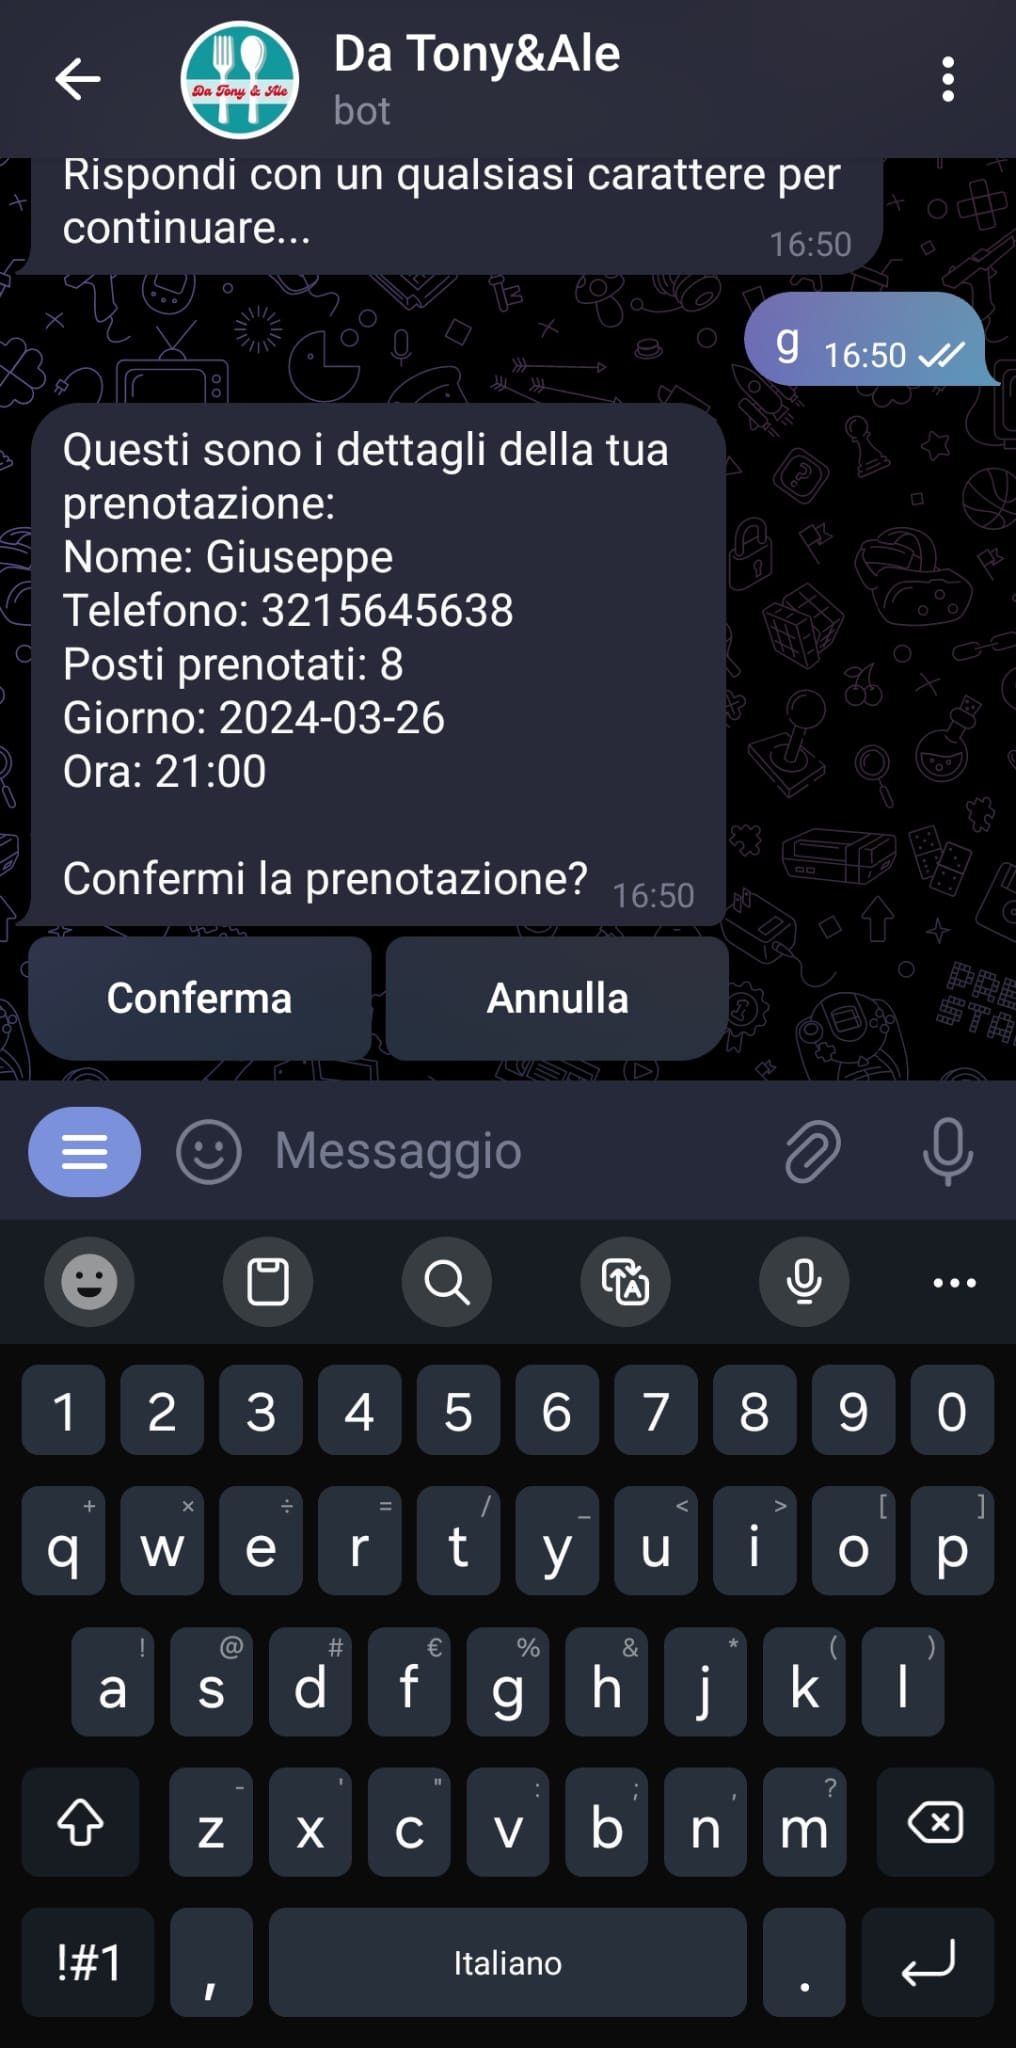 Da Tony&Ale
Da Tony & Ale
bot
Rispondi con un qualsiasi carattere per
continuare...
16:50
g 16:50
Questi sono i dettagli della tua
prenotazione:
Nome: Giuseppe
Telefono: 3215645638
Posti prenotati: 8
Giorno: 2024-03-26
Ora: 21:00
Confermi la prenotazione? 16:50
Conferma Annulla
Messaggio
1 2 3 4 5 6 7 8 9 0
+ × ÷ = / _ < > [ ]
q w e r t y u i o p
! @ # € % & * ( )
a s d f g h j k l
- ' " : ; , ?
z x c v b n m
!#1 , Italiano .